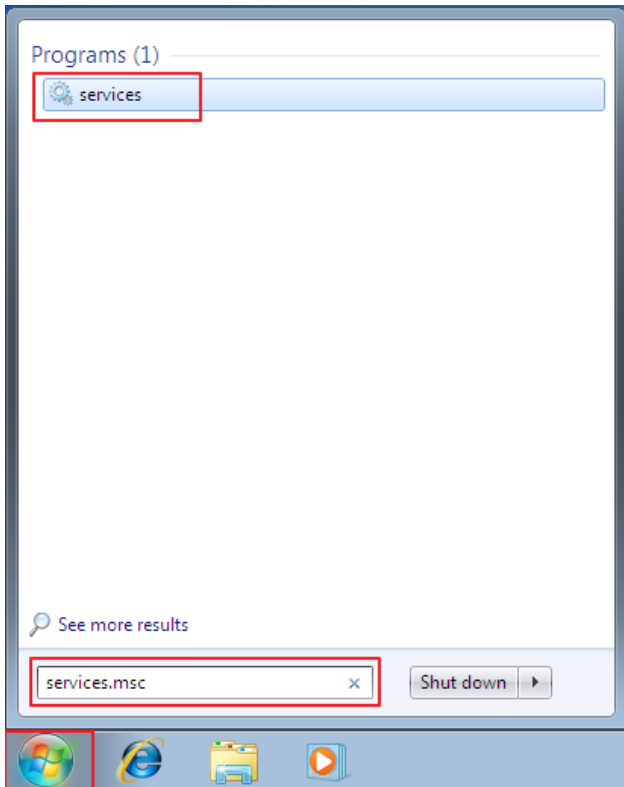 Programs (1)
services
See more results
services.msc
Shut down